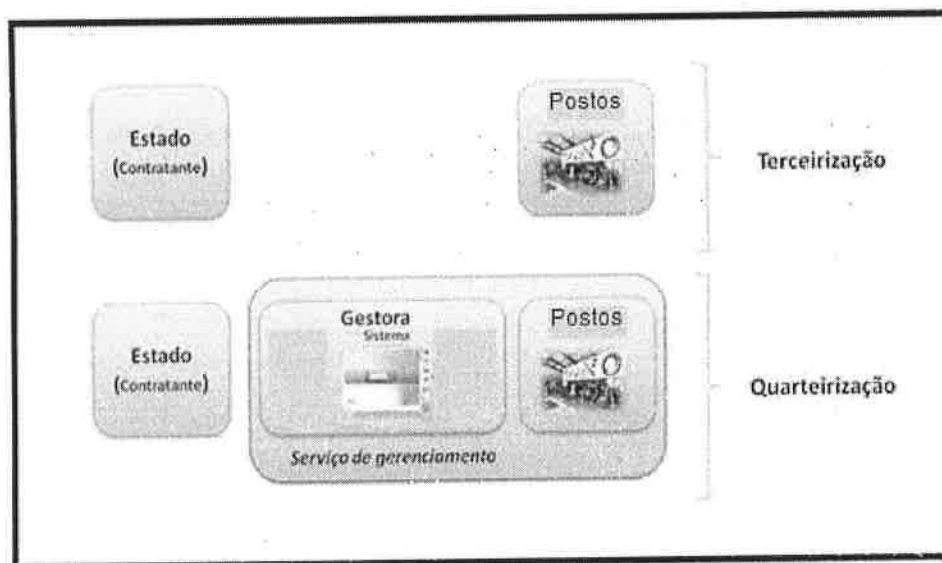 Estado
(Contratante)
Postos
Terceirização
Estado
(Contratante)
Gestora
Sistema
Postos
Serviço de gerenciamento
Quarteirização